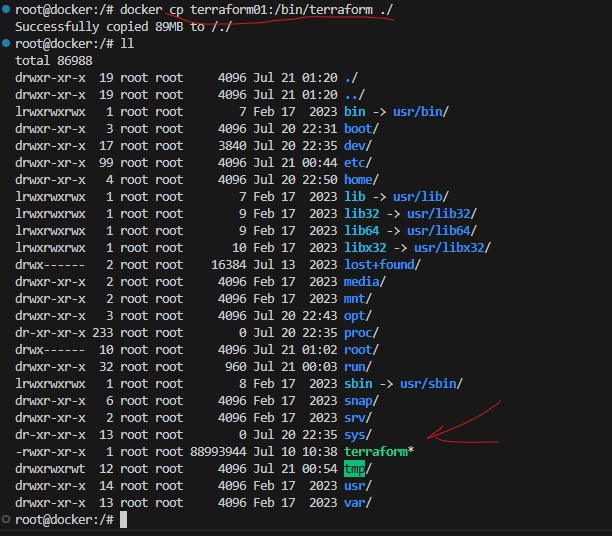 root@docker:/# docker cp terraform01:/bin/terraform ./
Successfully copied 89MB to /./
root@docker:/# ll
total 86988
drwxr-xr-x  19 root root     4096 Jul 21 01:20 ./
drwxr-xr-x  19 root root     4096 Jul 21 01:20 ../
lrwxrwxrwx   1 root root        7 Feb 17  2023 bin -> usr/bin/
drwxr-xr-x   3 root root     4096 Jul 20 22:31 boot/
drwxr-xr-x  17 root root     3840 Jul 20 22:35 dev/
drwxr-xr-x  99 root root     4096 Jul 21 00:44 etc/
drwxr-xr-x   4 root root     4096 Jul 20 22:50 home/
lrwxrwxrwx   1 root root        7 Feb 17  2023 lib -> usr/lib/
lrwxrwxrwx   1 root root        9 Feb 17  2023 lib32 -> usr/lib32/
lrwxrwxrwx   1 root root        9 Feb 17  2023 lib64 -> usr/lib64/
lrwxrwxrwx   1 root root       10 Feb 17  2023 libx32 -> usr/libx32/
drwx------   2 root root    16384 Jul 13  2023 lost+found/
drwxr-xr-x   2 root root     4096 Feb 17  2023 media/
drwxr-xr-x   2 root root     4096 Feb 17  2023 mnt/
drwxr-xr-x   3 root root     4096 Jul 20 22:43 opt/
dr-xr-xr-x 233 root root        0 Jul 20 22:35 proc/
drwx------  10 root root     4096 Jul 21 01:02 root/
drwxr-xr-x  32 root root      960 Jul 21 00:03 run/
lrwxrwxrwx   1 root root        8 Feb 17  2023 sbin -> usr/sbin/
drwxr-xr-x   6 root root     4096 Feb 17  2023 snap/
drwxr-xr-x   2 root root     4096 Feb 17  2023 srv/
dr-xr-xr-x  13 root root        0 Jul 20 22:35 sys/
-rwxr-xr-x   1 root root 88993944 Jul 10 10:38 terraform*
drwxrwxrwt  12 root root     4096 Jul 21 00:54 tmp/
drwxr-xr-x  14 root root     4096 Feb 17  2023 usr/
drwxr-xr-x  13 root root     4096 Feb 17  2023 var/
root@docker:/#